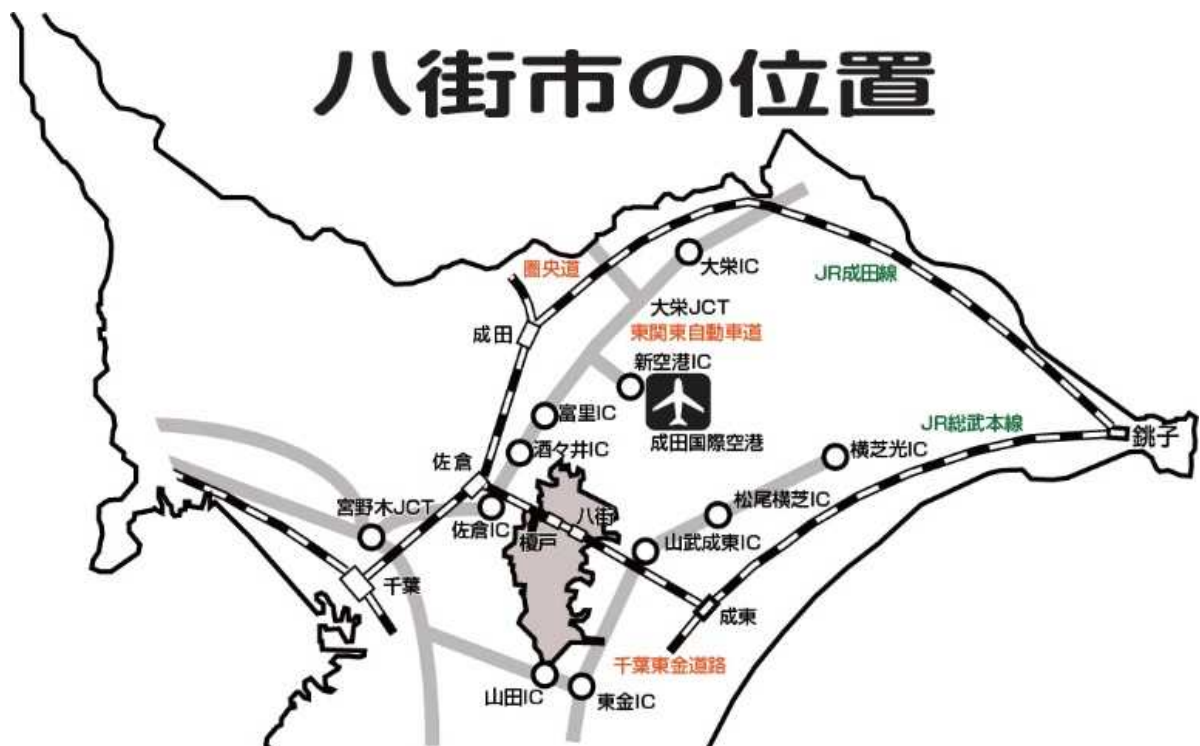 八街市の位置
圏央道
大栄IC
JR成田線
大栄JCT
成田
東関東自動車道
新空港IC
富里IC
成田国際空港
JR総武本線
銚子
酒々井IC
横芝光IC
佐倉
宮野木JCT
佐倉IC
八街
榎戸
松尾横芝IC
山武成東IC
千葉
成東
千葉東金道路
山田IC
東金IC